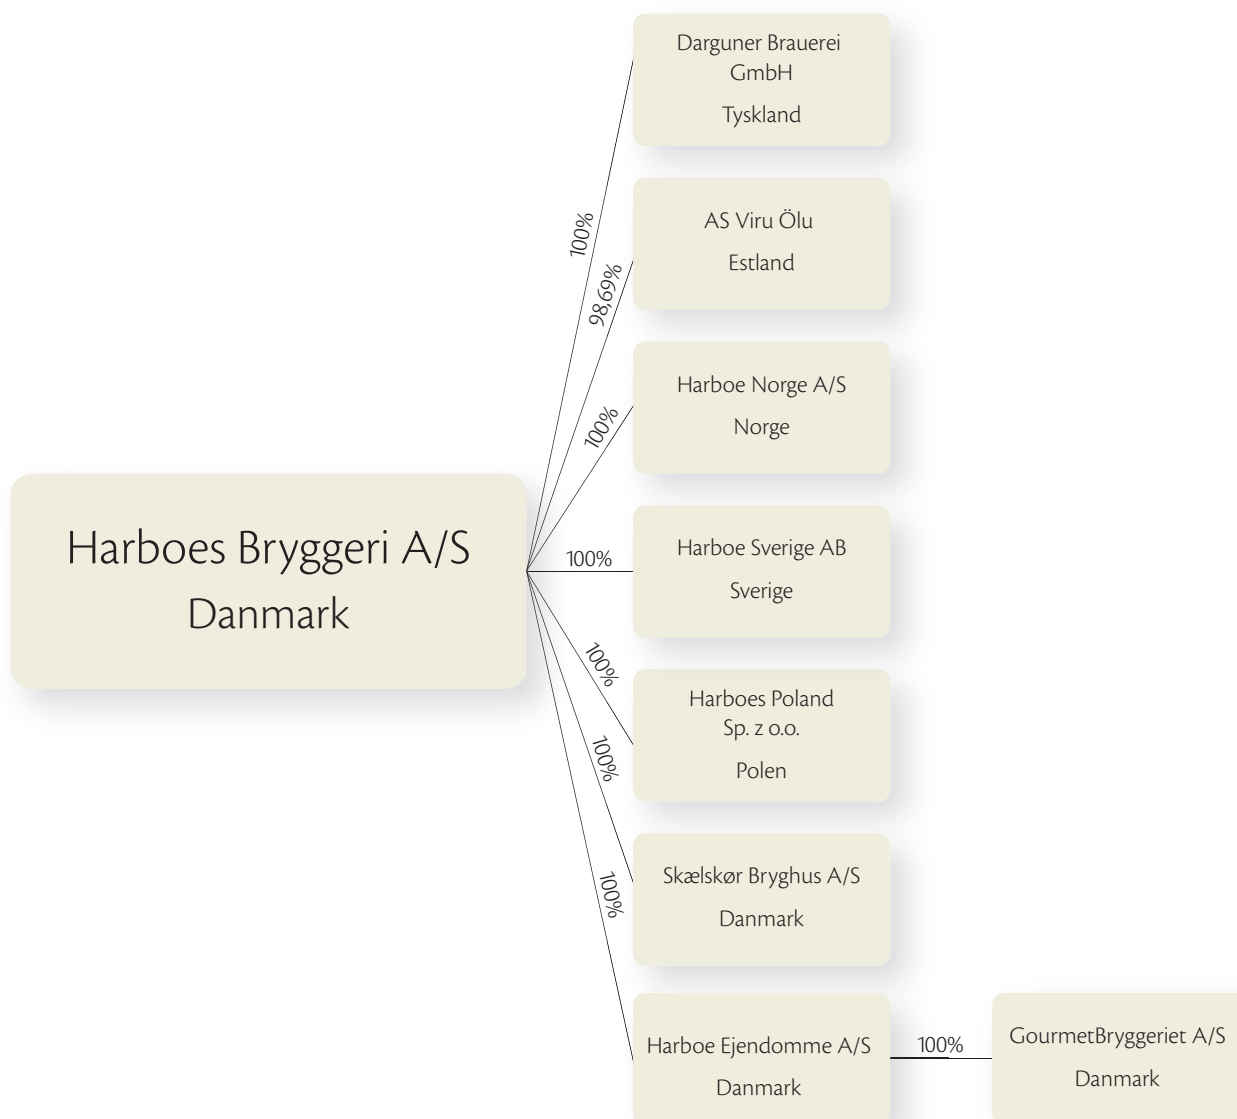 Darguner Brauerei
GmbH
Tyskland
100%
AS Viru Ölu
Estland
98,69%
Harboe Norge A/S
Norge
100%
Harboes Bryggeri A/S
Danmark
Harboe Sverige AB
Sverige
100%
Harboes Poland
Sp. z o.o.
Polen
100%
Skælskør Bryghus A/S
Danmark
100%
Harboe Ejendomme A/S
Danmark
100%
100%
GourmetBryggeriet A/S
Danmark